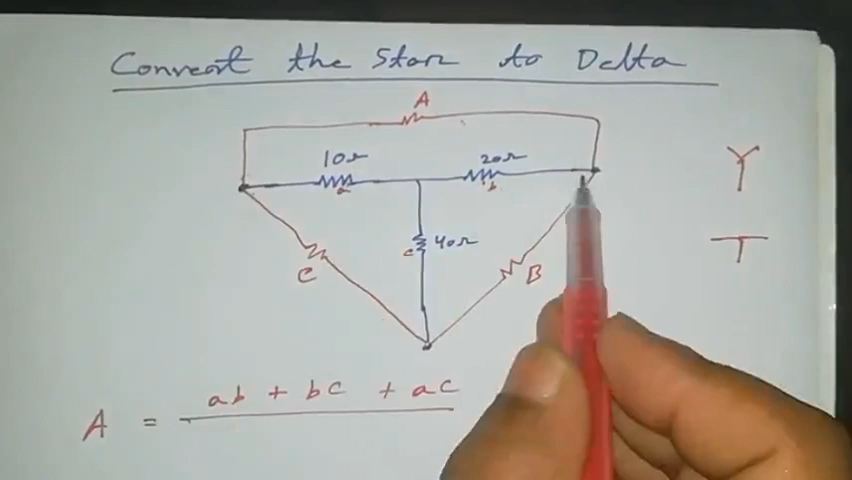 Convert the Star to Delta
A
10Ω 20Ω
a b
c 40Ω
C B
Y
T
A = ab + bc + ac